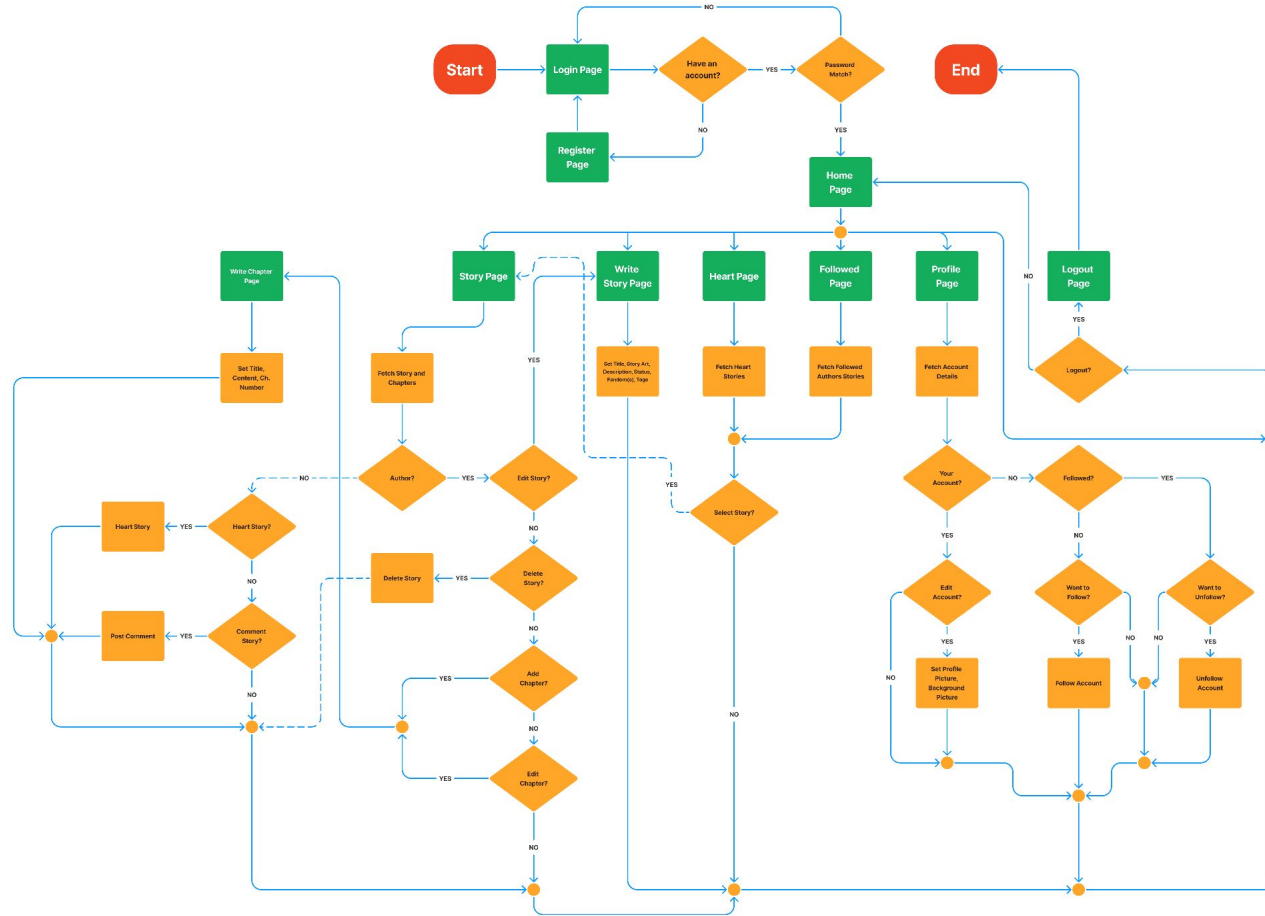 NO
Start
Login Page
Have an
account?
YES
Password
Match?
End
NO
YES
Register
Page
Home
Page
Write Chapter
Page
Story Page
Write
Story Page
Heart Page
Followed
Page
Profile
Page
NO
Logout
Page
YES
YES
Set Title,
Content, Ch.
Number
Fetch Story and
Chapters
Set Title, Story Art,
Description, Status,
Fandom(s), Tags
Fetch Heart
Stories
Fetch Followed
Authors Stories
Fetch Account
Details
Logout?
NO
Author?
YES
Edit Story?
YES
Select Story?
Your
Account?
NO
Followed?
YES
Heart Story
YES
Heart Story?
NO
YES
NO
NO
Delete Story
YES
Delete
Story?
Edit
Account?
Want to
Follow?
Want to
Unfollow?
Post Comment
YES
Comment
Story?
NO
YES
YES
NO
NO
YES
NO
YES
Add
Chapter?
NO
Set Profile
Picture,
Background
Picture
Follow Account
Unfollow
Account
NO
NO
YES
Edit
Chapter?
NO